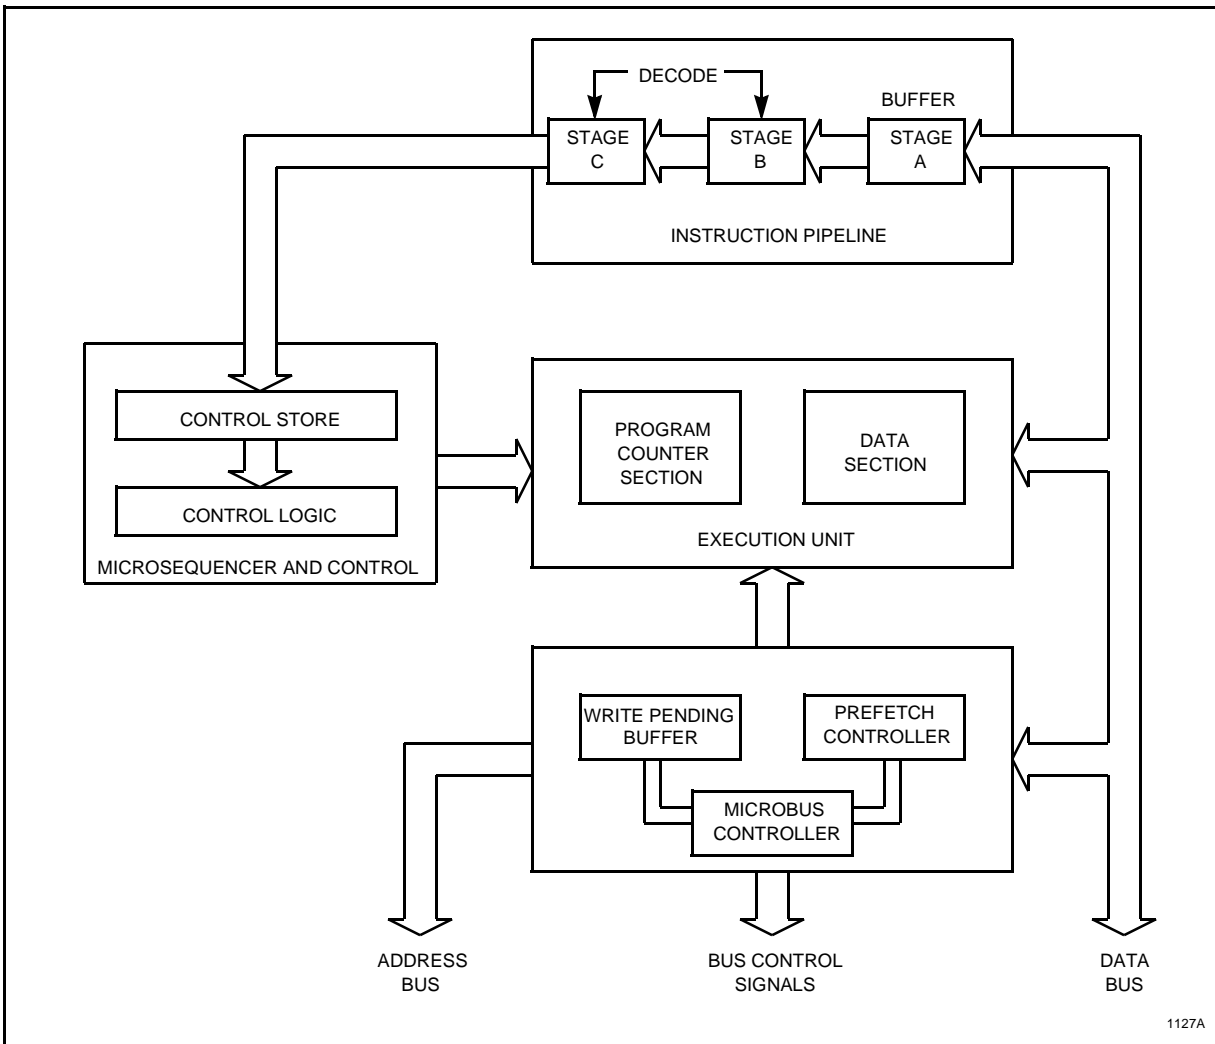 DECODE
BUFFER
STAGE
C
STAGE
B
STAGE
A
INSTRUCTION PIPELINE
CONTROL STORE
CONTROL LOGIC
MICROSEQUENCER AND CONTROL
PROGRAM
COUNTER
SECTION
DATA
SECTION
EXECUTION UNIT
WRITE PENDING
BUFFER
PREFETCH
CONTROLLER
MICROBUS
CONTROLLER
ADDRESS
BUS
BUS CONTROL
SIGNALS
DATA
BUS
1127A